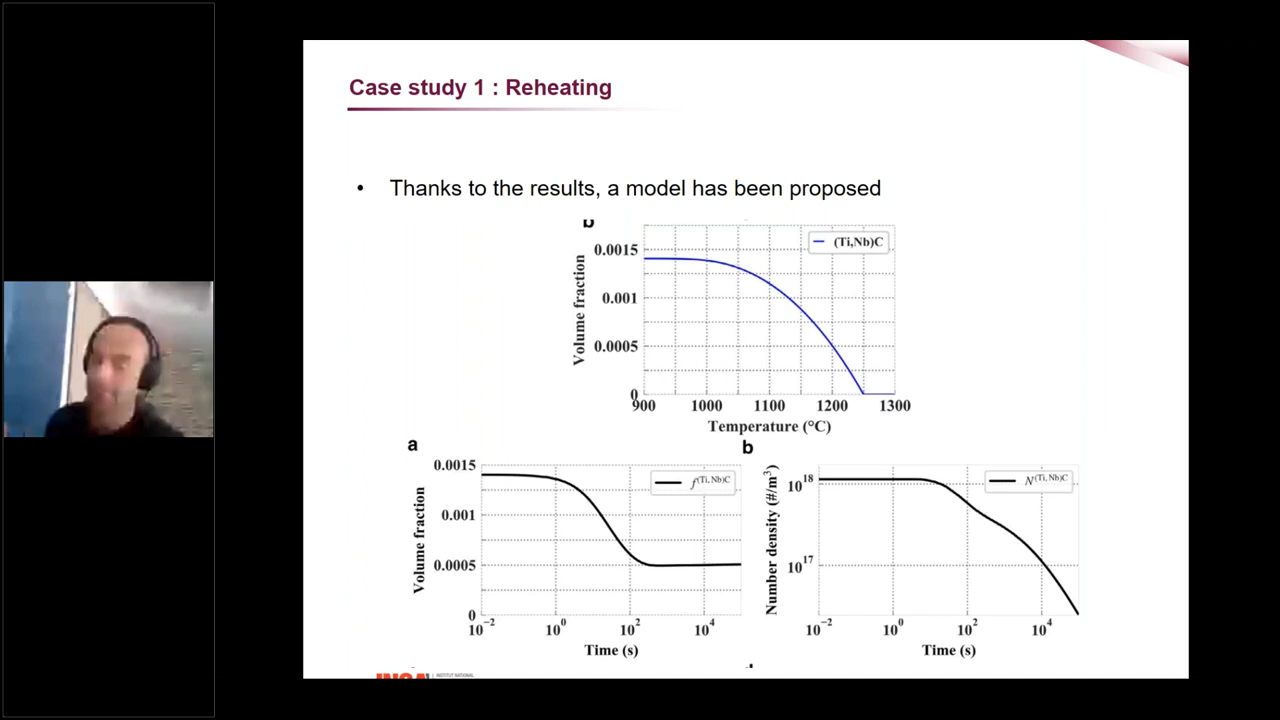 Case study 1 : Reheating
• Thanks to the results, a model has been proposed
b
(Ti,Nb)C
Volume fraction
0.0015
0.001
0.0005
0
900 1000 1100 1200 1300
Temperature (°C)
a
f(Ti, Nb)C
Volume fraction
0.0015
0.001
0.0005
0
10⁻² 10⁰ 10² 10⁴
Time (s)
b
N(Ti, Nb)C
Number density (#/m³)
10¹⁸
10¹⁷
10⁻² 10⁰ 10² 10⁴
Time (s)
INSA INSTITUT NATIONAL